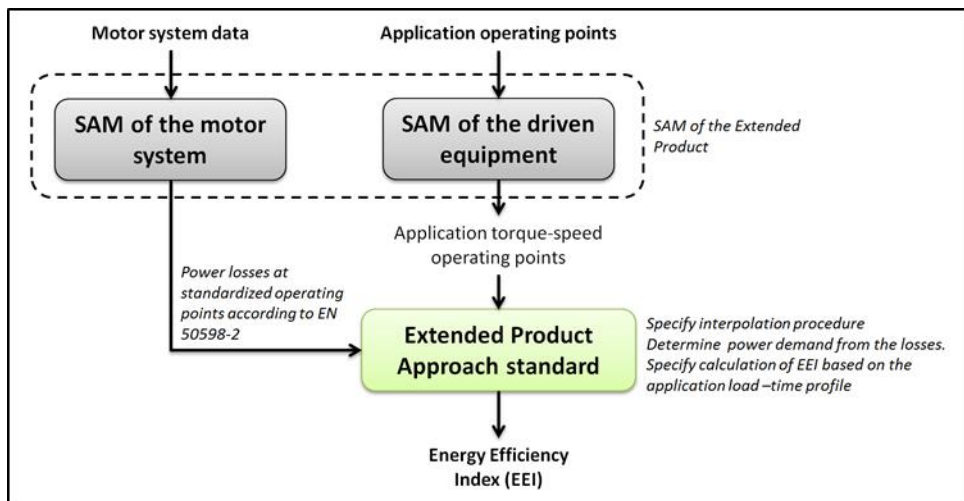 Motor system data
Application operating points
SAM of the motor
system
SAM of the driven
equipment
SAM of the Extended
Product
Application torque-speed
operating points
Power losses at
standardized operating
points according to EN
50598-2
Extended Product
Approach standard
Specify interpolation procedure
Determine power demand from the losses.
Specify calculation of EEI based on the
application load –time profile
Energy Efficiency
Index (EEI)